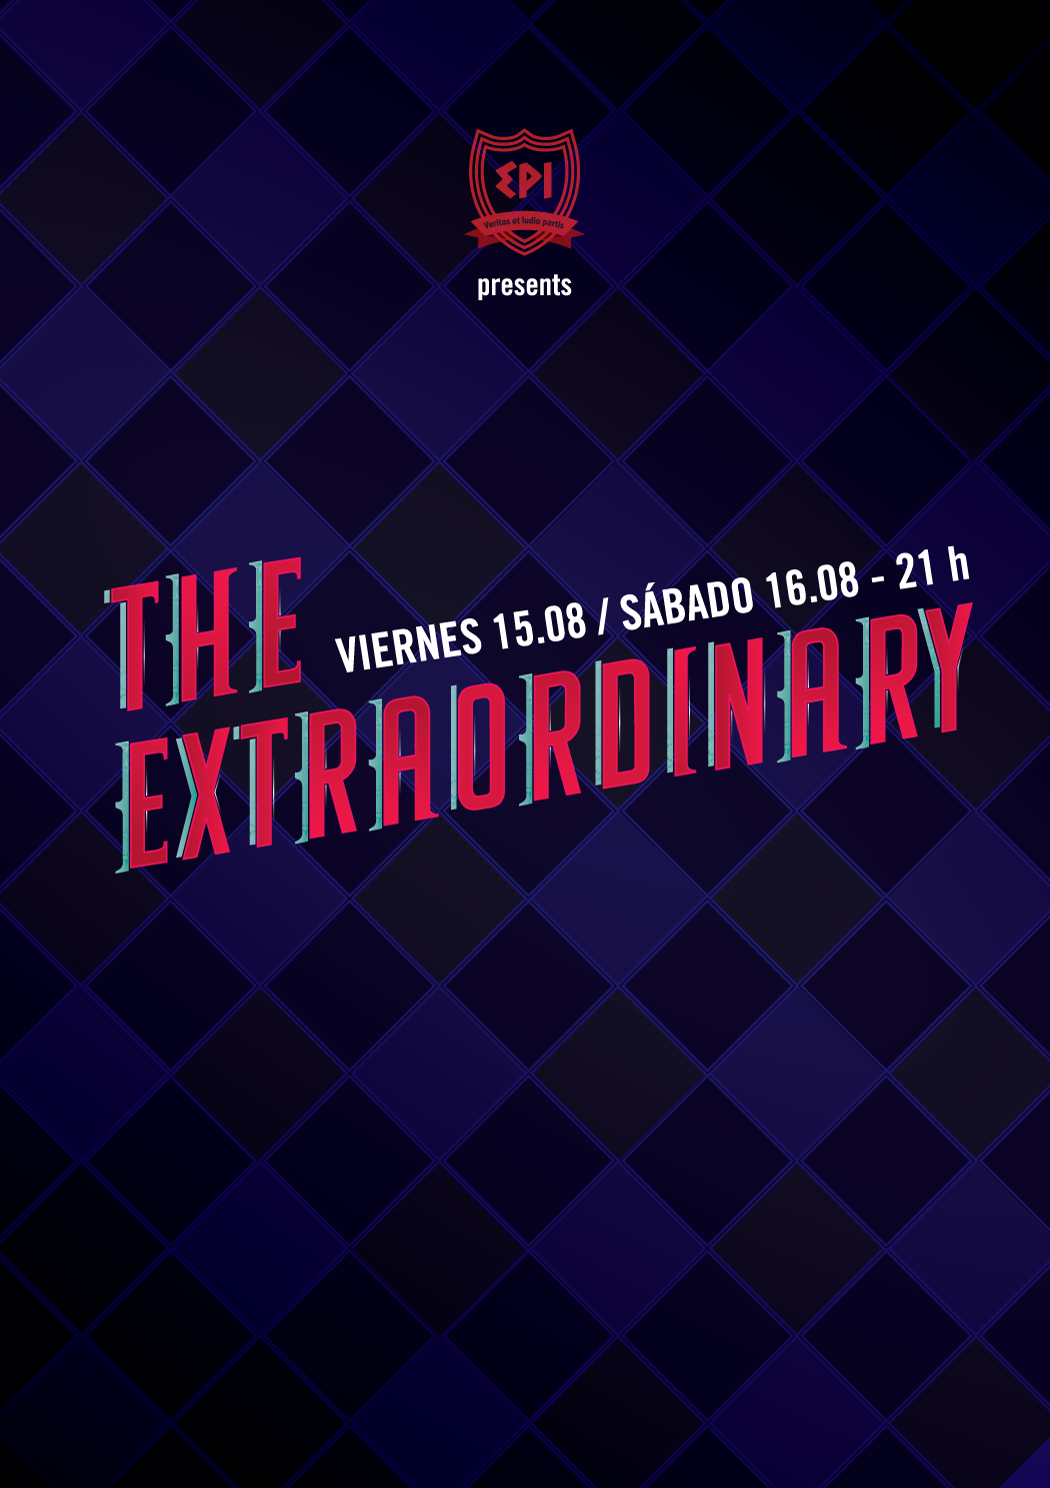 EPI
Veritas et ludio partis
presents
THE
VIERNES 15.08 / SÁBADO 16.08 - 21 h
EXTRAORDINARY